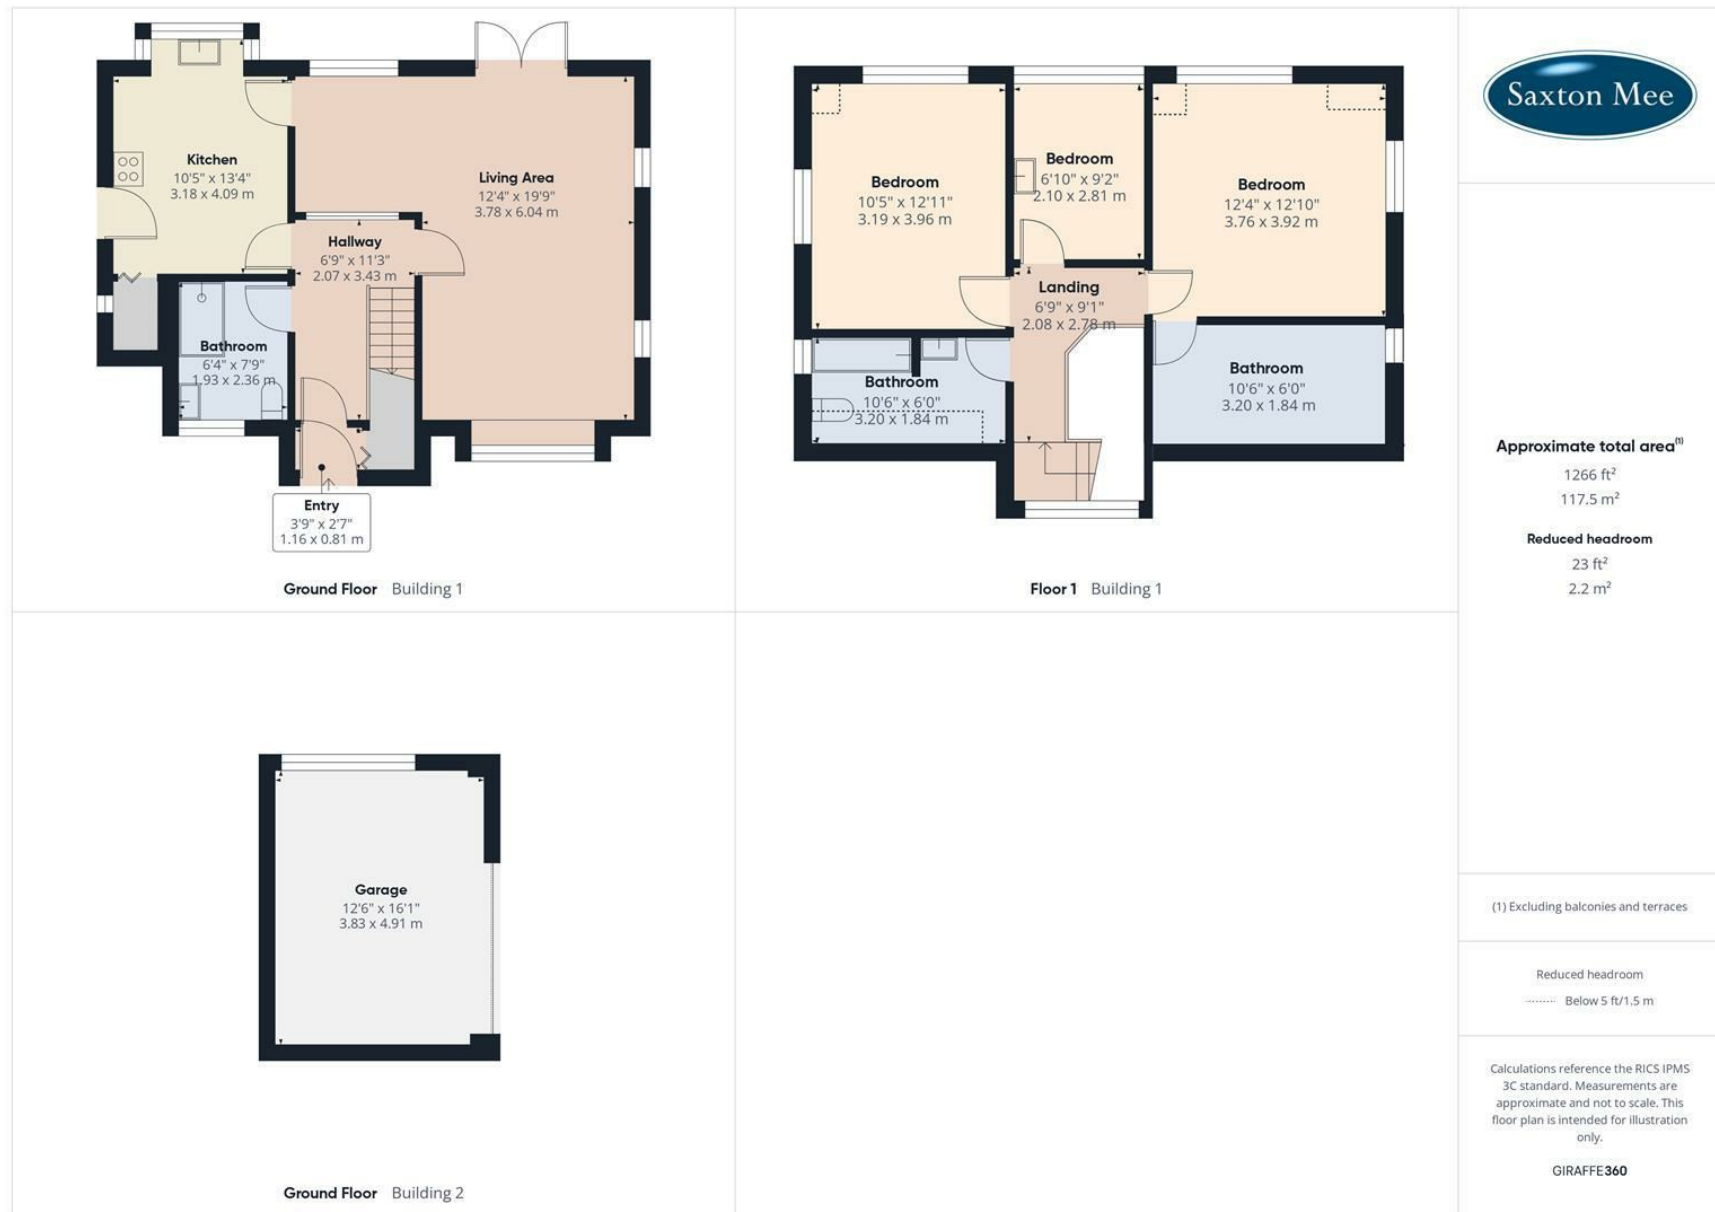 Kitchen
10'5" x 13'4"
3.18 x 4.09 m
Living Area
12'4" x 19'9"
3.78 x 6.04 m
Hallway
6'9" x 11'3"
2.07 x 3.43 m
Bathroom
6'4" x 7'9"
1.93 x 2.36 m
Entry
3'9" x 2'7"
1.16 x 0.81 m
Ground Floor Building 1
Bedroom
10'5" x 12'11"
3.19 x 3.96 m
Bedroom
6'10" x 9'2"
2.10 x 2.81 m
Bedroom
12'4" x 12'10"
3.76 x 3.92 m
Landing
6'9" x 9'1"
2.08 x 2.78 m
Bathroom
10'6" x 6'0"
3.20 x 1.84 m
Bathroom
10'6" x 6'0"
3.20 x 1.84 m
Floor 1 Building 1
Garage
12'6" x 16'1"
3.83 x 4.91 m
Ground Floor Building 2
Saxton Mee
Approximate total area⁽¹⁾
1266 ft²
117.5 m²
Reduced headroom
23 ft²
2.2 m²
(1) Excluding balconies and terraces
Reduced headroom
Below 5 ft/1.5 m
Calculations reference the RICS IPMS
3C standard. Measurements are
approximate and not to scale. This
floor plan is intended for illustration
only.
GIRAFFE360